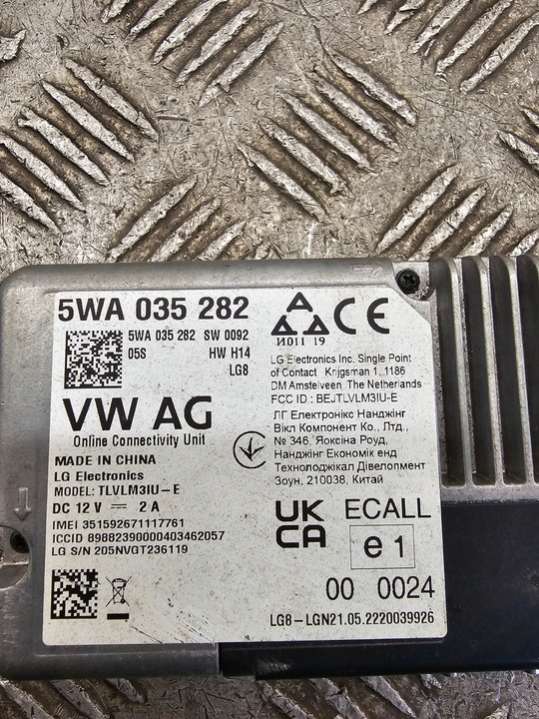 5WA 035 282
5WA 035 282 SW 0092
05S HW H14
LG8
VW AG
Online Connectivity Unit
MADE IN CHINA
LG Electronics
MODEL: TLVLM3IU-E
DC 12 V ⎓ 2 A
IMEI 351592671117761
ICCID 89882390000403462057
LG S/N 205NVGT236119
CE
И011 19
LG Electronics Inc. Single Point
of Contact Krijgsman 1, 1186
DM Amstelveen, The Netherlands
FCC ID : BEJTLVLM3IU-E
ЛГ Електронікс Нанджінг
Вікл Компонент Ко., Лтд.,
№ 346, Яоксіна Роуд,
Нанджінг Економік енд
Технолоджікал Дівелопмент
Зоун, 210038, Китай
UK
CA
ECALL
e1
00 0024
LG8-LGN21.05.2220039926